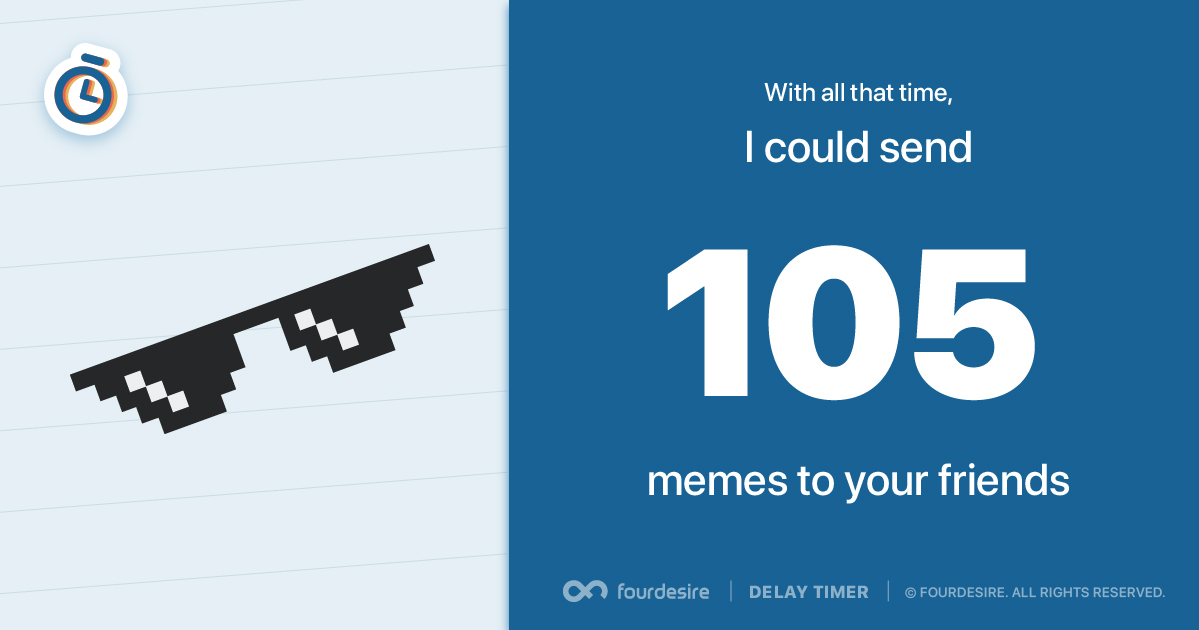 With all that time,
I could send
105
memes to your friends
fourdesire | DELAY TIMER | © FOURDESIRE. ALL RIGHTS RESERVED.